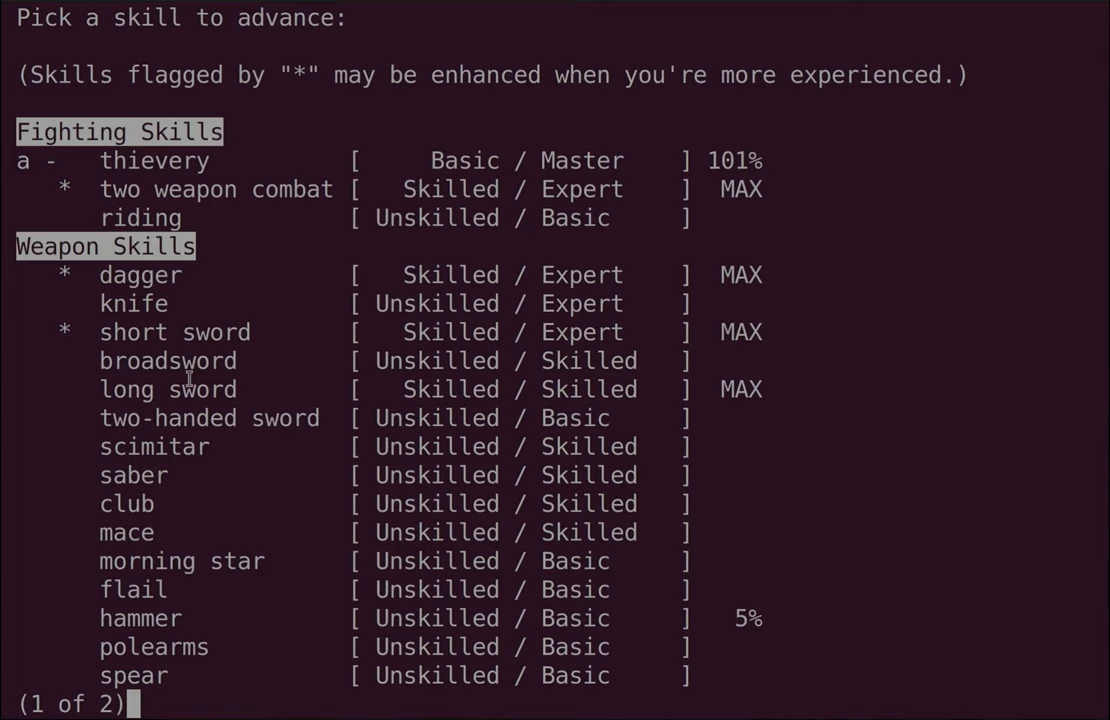 Pick a skill to advance:
(Skills flagged by "*" may be enhanced when you're more experienced.)
Fighting Skills
a -   thievery          [     Basic / Master    ] 101%
   *  two weapon combat [   Skilled / Expert    ]  MAX
      riding            [ Unskilled / Basic     ]
Weapon Skills
   *  dagger            [   Skilled / Expert    ]  MAX
      knife             [ Unskilled / Expert    ]
   *  short sword       [   Skilled / Expert    ]  MAX
      broadsword        [ Unskilled / Skilled   ]
      long sword        [   Skilled / Skilled   ]  MAX
      two-handed sword  [ Unskilled / Basic     ]
      scimitar          [ Unskilled / Skilled   ]
      saber             [ Unskilled / Skilled   ]
      club              [ Unskilled / Skilled   ]
      mace              [ Unskilled / Skilled   ]
      morning star      [ Unskilled / Basic     ]
      flail             [ Unskilled / Basic     ]
      hammer            [ Unskilled / Basic     ]   5%
      polearms          [ Unskilled / Basic     ]
      spear             [ Unskilled / Basic     ]
(1 of 2)